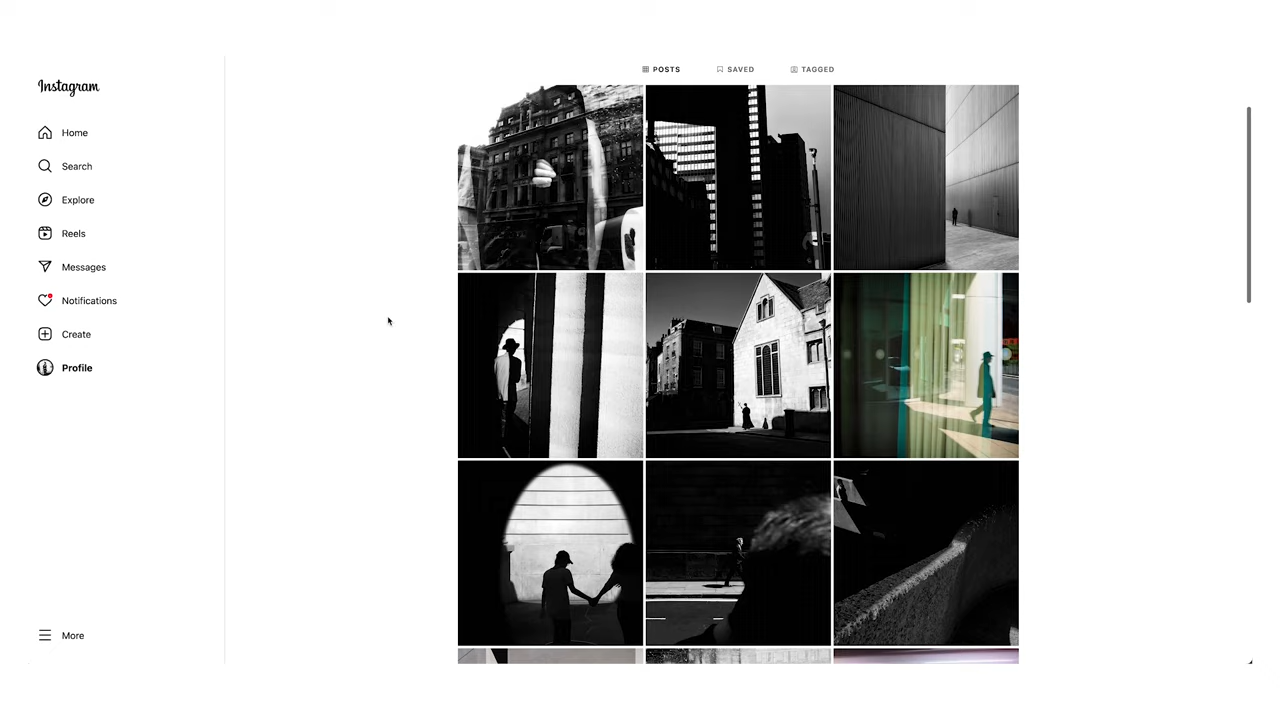 Instagram
Home
Search
Explore
Reels
Messages
Notifications
Create
Profile
More
POSTS
SAVED
TAGGED